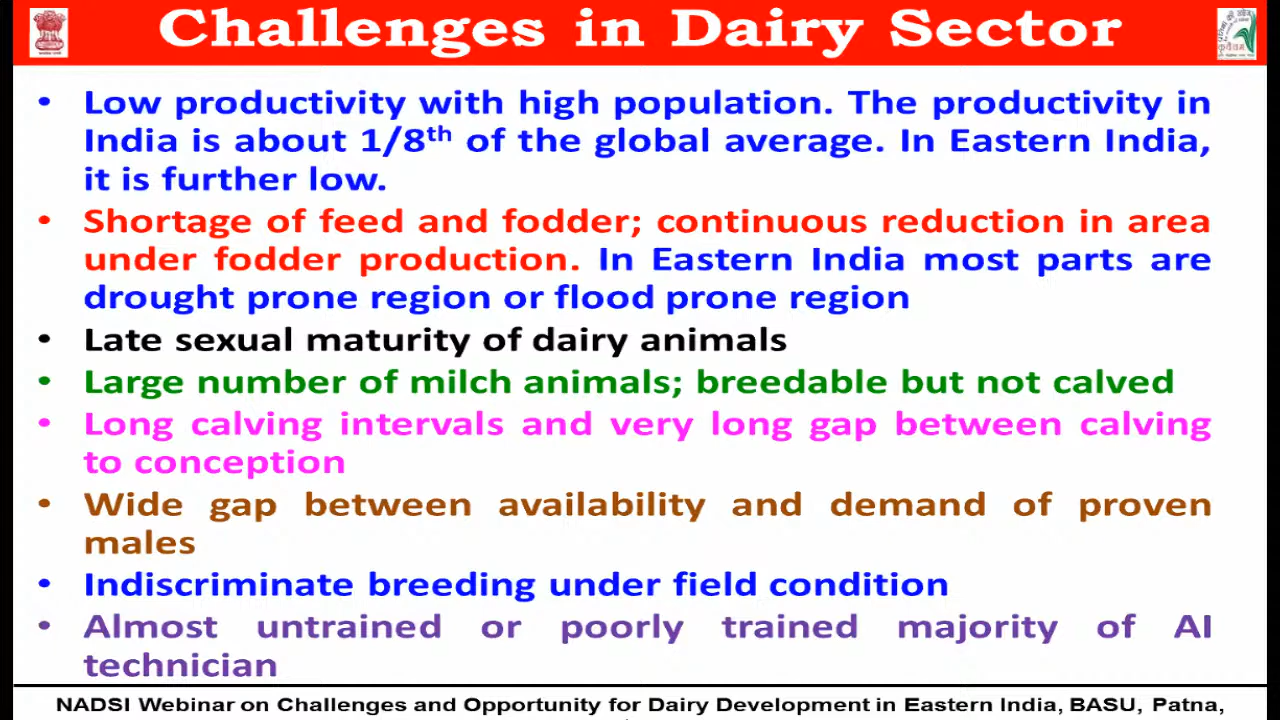 Challenges in Dairy Sector
• Low productivity with high population. The productivity in
India is about 1/8th of the global average. In Eastern India,
it is further low.
• Shortage of feed and fodder; continuous reduction in area
under fodder production. In Eastern India most parts are
drought prone region or flood prone region
• Late sexual maturity of dairy animals
• Large number of milch animals; breedable but not calved
• Long calving intervals and very long gap between calving
to conception
• Wide gap between availability and demand of proven
males
• Indiscriminate breeding under field condition
• Almost untrained or poorly trained majority of AI
technician
NADSI Webinar on Challenges and Opportunity for Dairy Development in Eastern India, BASU, Patna,